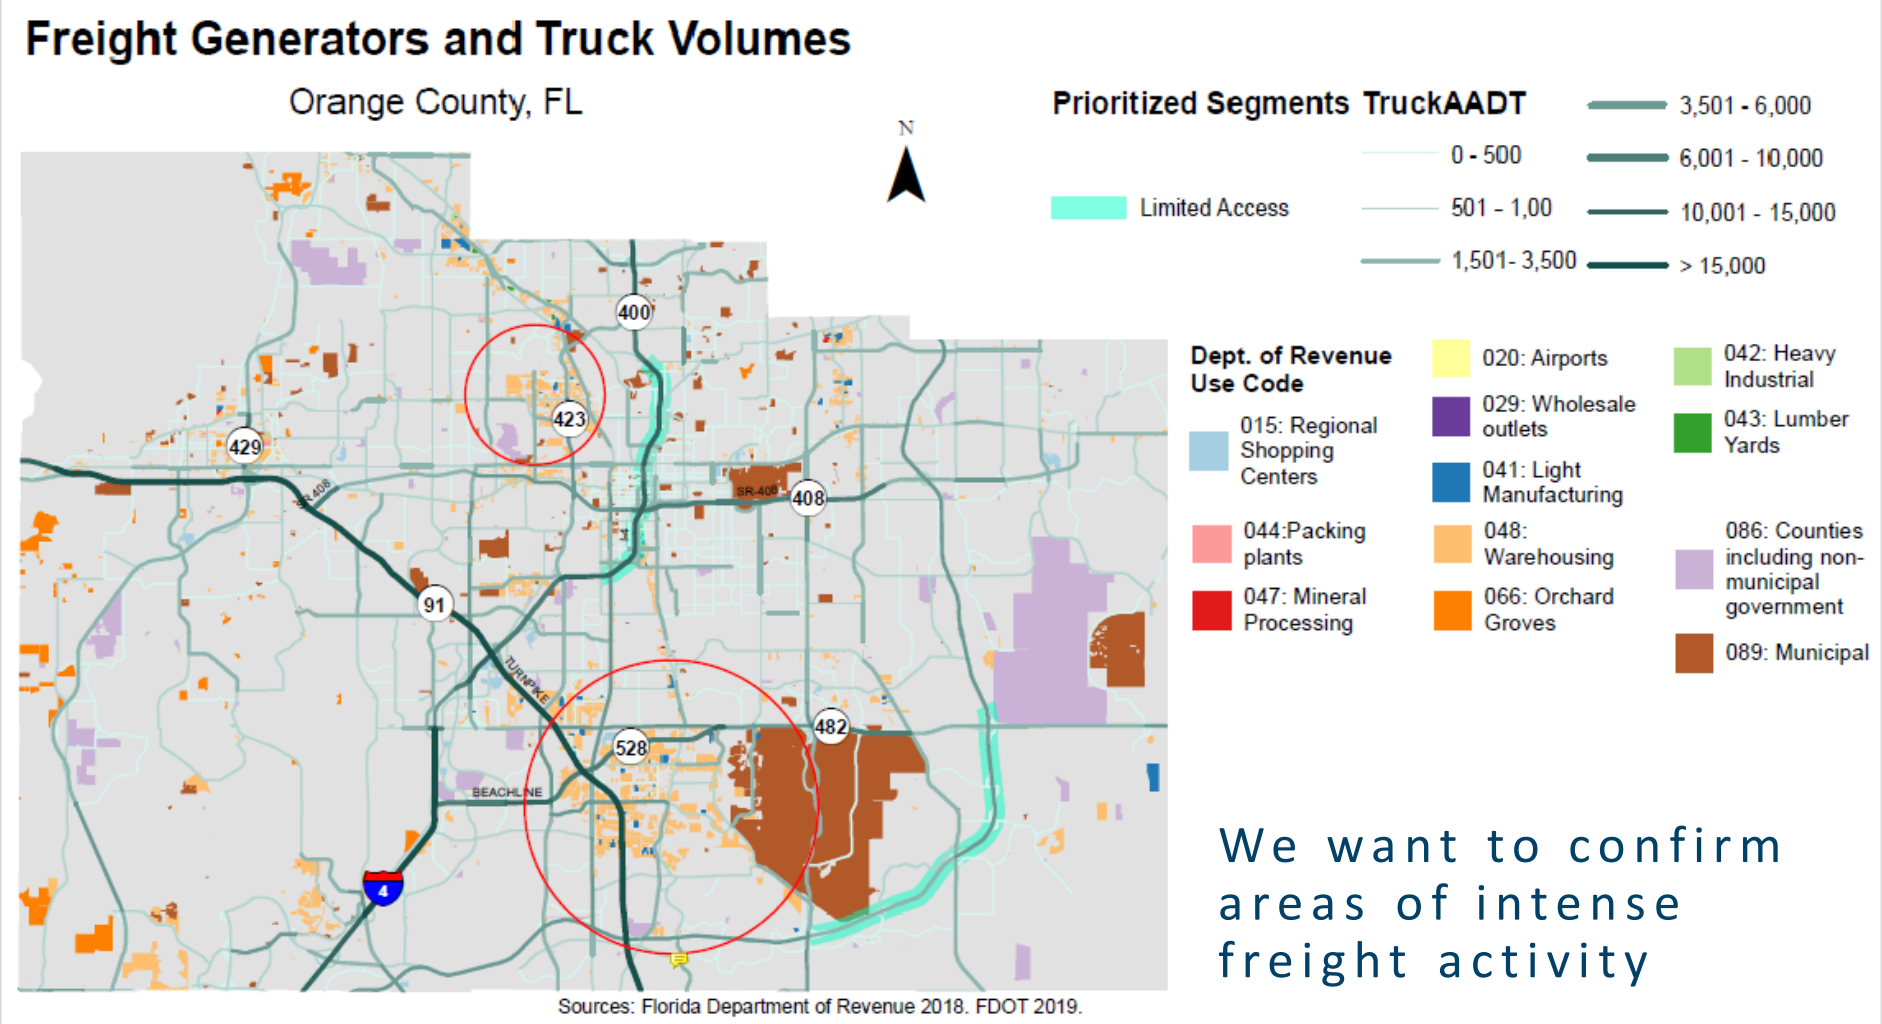 Freight Generators and Truck Volumes
Orange County, FL
N
Prioritized Segments
TruckAADT
Limited Access
0 - 500
501 - 1,00
1,501- 3,500
3,501 - 6,000
6,001 - 10,000
10,001 - 15,000
> 15,000
Dept. of Revenue
Use Code
015: Regional
Shopping
Centers
044:Packing
plants
047: Mineral
Processing
020: Airports
029: Wholesale
outlets
041: Light
Manufacturing
048:
Warehousing
066: Orchard
Groves
042: Heavy
Industrial
043: Lumber
Yards
086: Counties
including non-
municipal
government
089: Municipal
400
423
429
SR 408
SR-408
408
I-4
91
TURNPIKE
482
528
BEACHLINE
4
We want to confirm
areas of intense
freight activity
Sources: Florida Department of Revenue 2018. FDOT 2019.